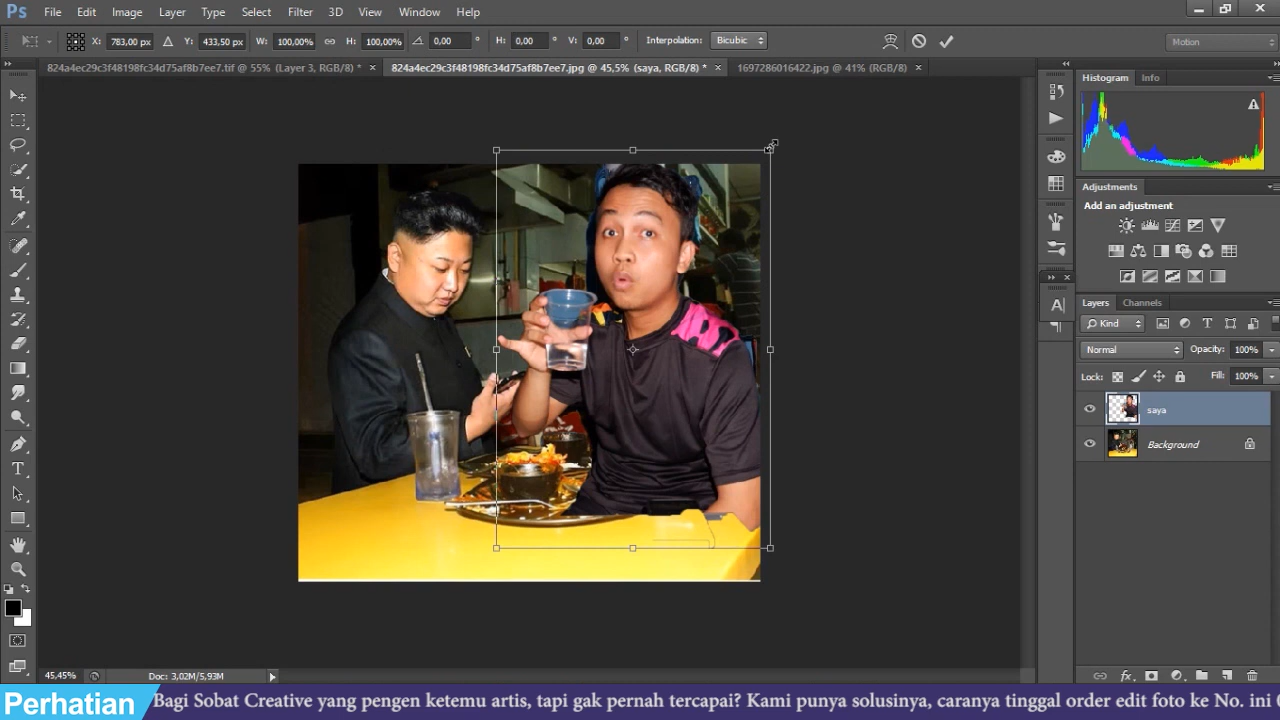 Ps File Edit Image Layer Type Select Filter 3D View Window Help
X: 783,00 px Y: 433,50 px W: 100,00% H: 100,00% 0,00 ° H: 0,00 ° V: 0,00 ° Interpolation: Bicubic Motion
824a4ec29c3f48198fc34d75af8b7ee7.tif @ 55% (Layer 3, RGB/8) * × 824a4ec29c3f48198fc34d75af8b7ee7.jpg @ 45,5% (saya, RGB/8) * × 1697286016422.jpg @ 41% (RGB/8) ×
Histogram Info
Adjustments
Add an adjustment
Layers Channels
Kind
Normal Opacity: 100%
Lock: Fill: 100%
saya
Background
45,45% Doc: 3,02M/5,93M
Perhatian Bagi Sobat Creative yang pengen ketemu artis, tapi gak pernah tercapai? Kami punya solusinya, caranya tinggal order edit foto ke No. ini